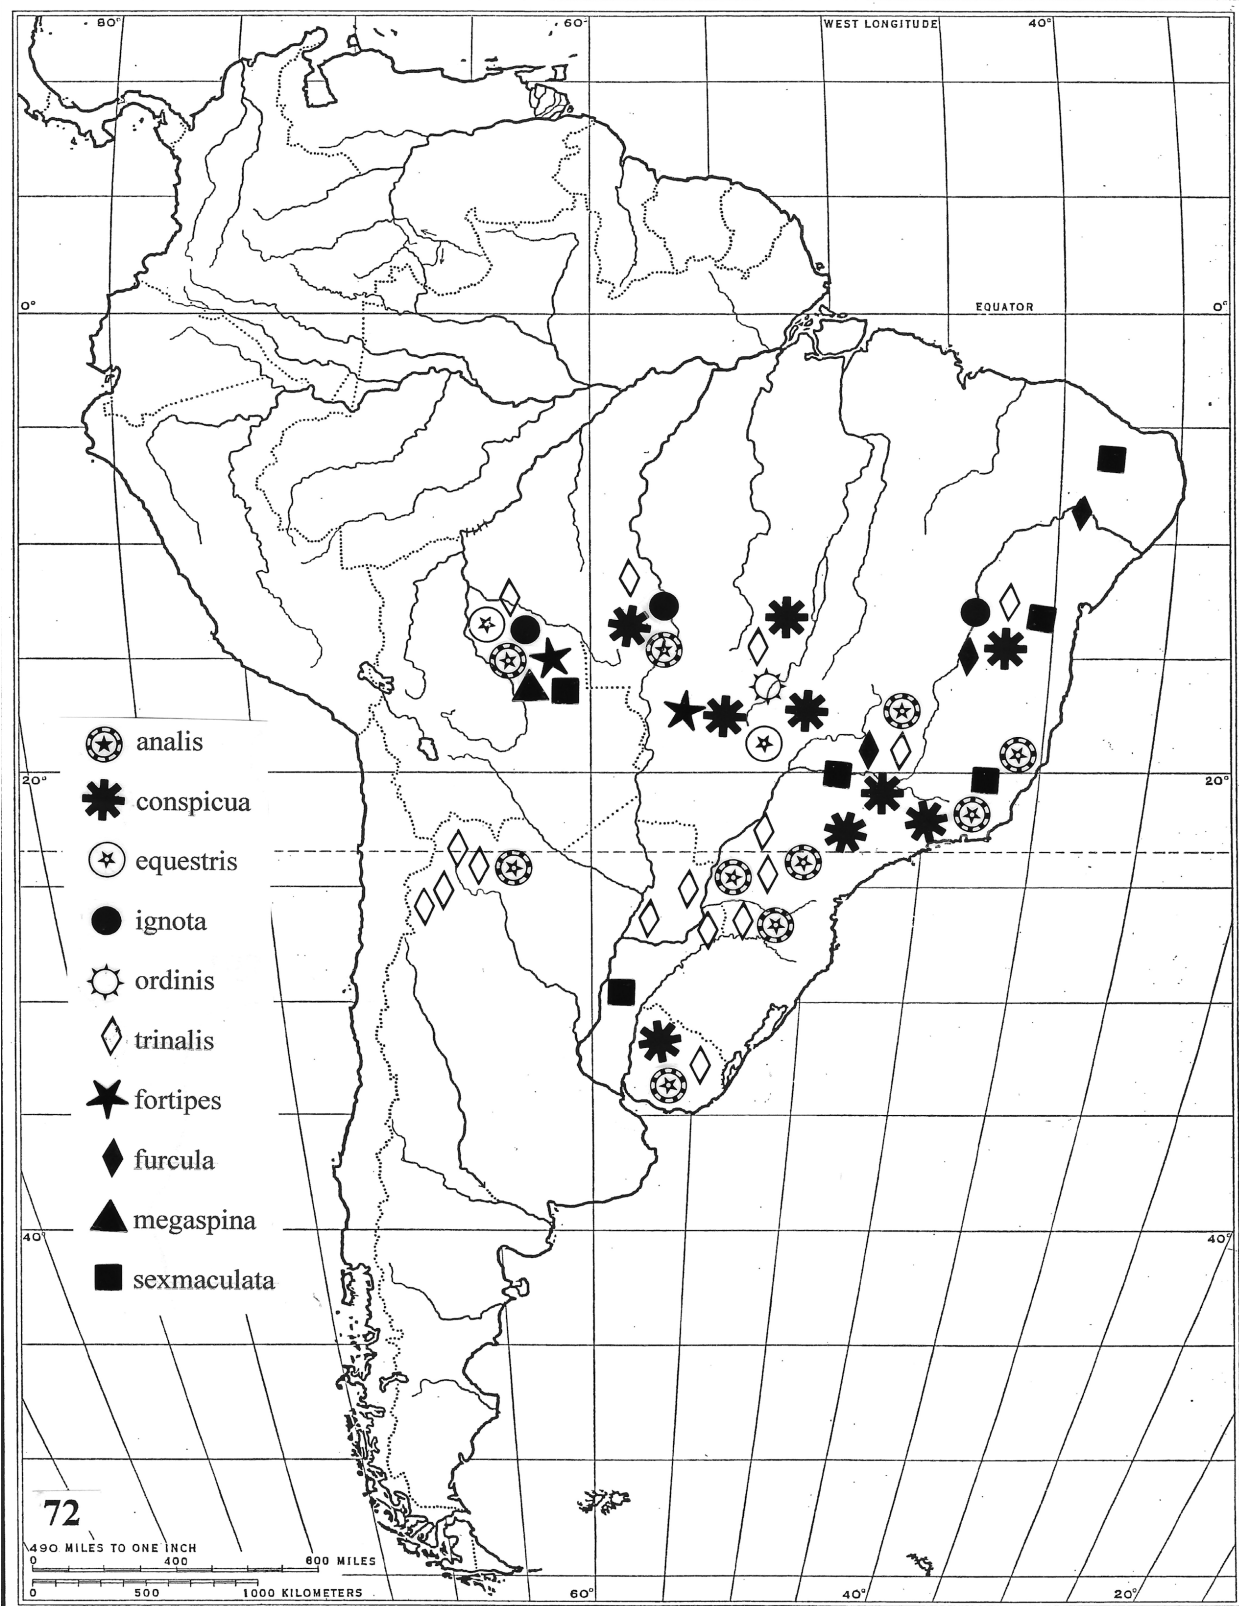 80° 60° WEST LONGITUDE 40°
0° EQUATOR 0°
analis
20° 20°
conspicua
equestris
ignota
ordinis
trinalis
fortipes
furcula
megaspina
40° 40°
sexmaculata
72
490 MILES TO ONE INCH
0 400 800 MILES
0 500 1000 KILOMETERS 60° 40° 20°